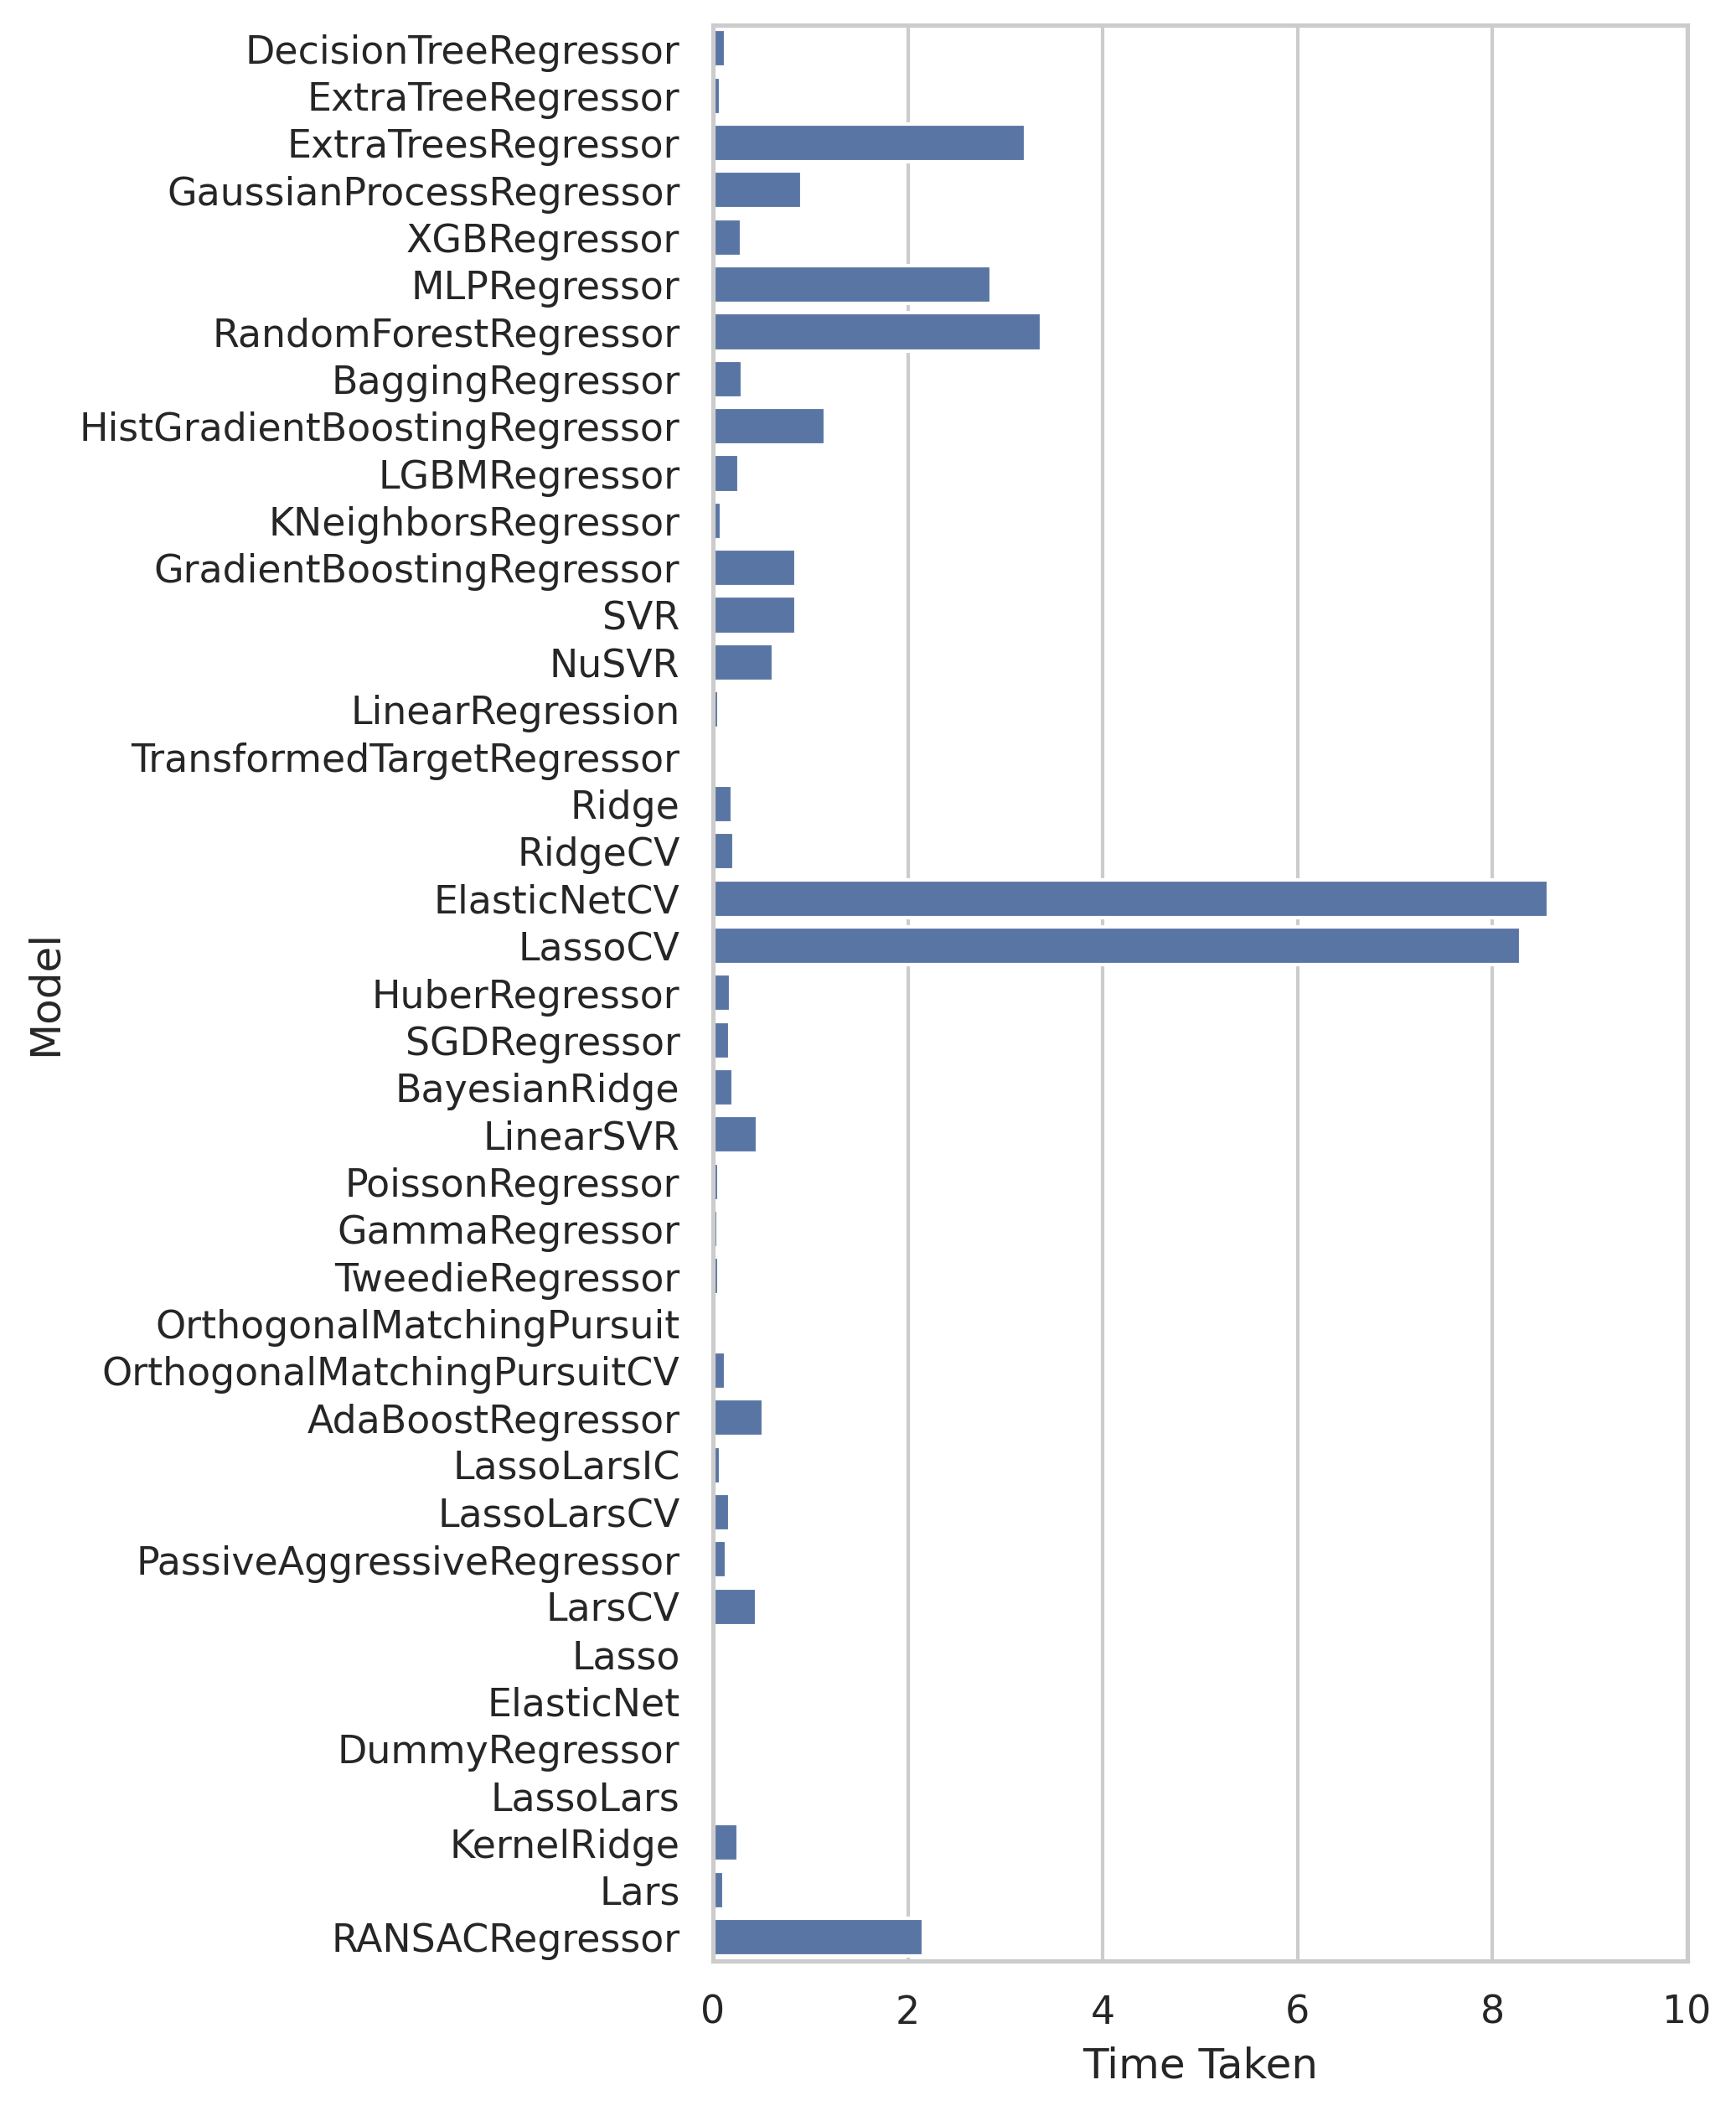 DecisionTreeRegressor
ExtraTreeRegressor
ExtraTreesRegressor
GaussianProcessRegressor
XGBRegressor
MLPRegressor
RandomForestRegressor
BaggingRegressor
HistGradientBoostingRegressor
LGBMRegressor
KNeighborsRegressor
GradientBoostingRegressor
SVR
NuSVR
LinearRegression
TransformedTargetRegressor
Ridge
RidgeCV
ElasticNetCV
LassoCV
HuberRegressor
SGDRegressor
BayesianRidge
LinearSVR
PoissonRegressor
GammaRegressor
TweedieRegressor
OrthogonalMatchingPursuit
OrthogonalMatchingPursuitCV
AdaBoostRegressor
LassoLarsIC
LassoLarsCV
PassiveAggressiveRegressor
LarsCV
Lasso
ElasticNet
DummyRegressor
LassoLars
KernelRidge
Lars
RANSACRegressor
Model
0 2 4 6 8 10
Time Taken